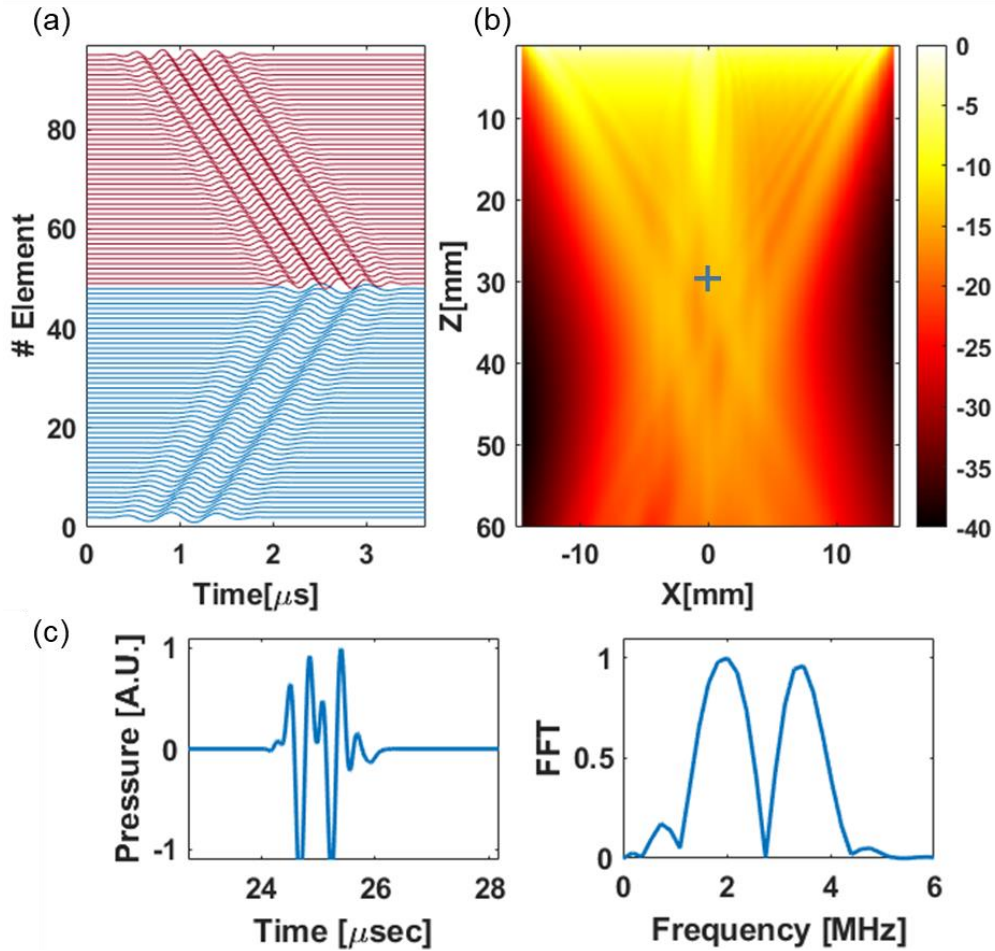 (a)
80
60
40
20
0
# Element
0 1 2 3
Time[μs]
(b)
10
20
30
40
50
60
Z[mm]
-10 0 10
X[mm]
0
-5
-10
-15
-20
-25
-30
-35
-40
(c)
1
0
-1
Pressure [A.U.]
24 26 28
Time [μsec]
1
0.5
0
FFT
0 2 4 6
Frequency [MHz]